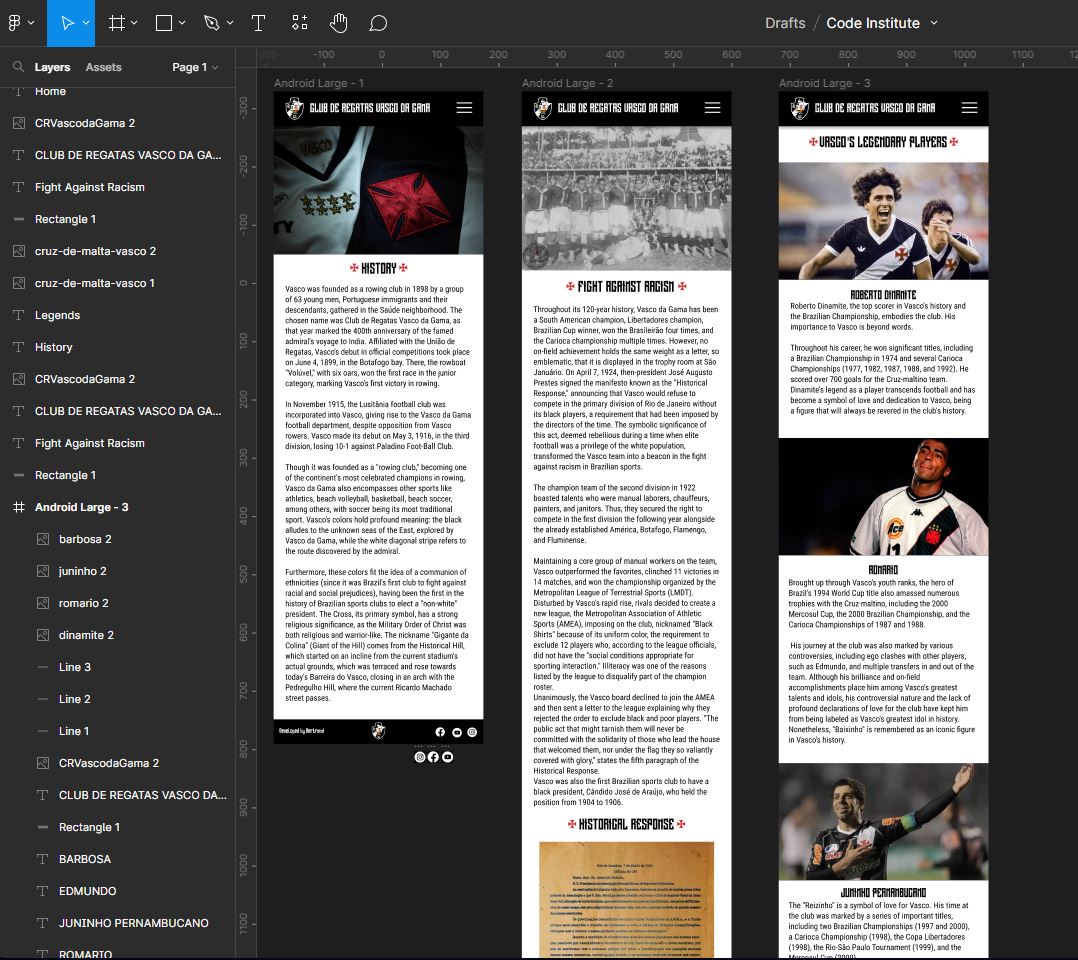 Drafts / Code Institute
Layers Assets Page 1
Home
CRVascodaGama 2
CLUB DE REGATAS VASCO DA GA...
Fight Against Racism
Rectangle 1
cruz-de-malta-vasco 2
cruz-de-malta-vasco 1
Legends
History
CRVascodaGama 2
CLUB DE REGATAS VASCO DA GA...
Fight Against Racism
Rectangle 1
Android Large - 3
barbosa 2
juninho 2
romario 2
dinamite 2
Line 3
Line 2
Line 1
CRVascodaGama 2
CLUB DE REGATAS VASCO DA...
Rectangle 1
BARBOSA
EDMUNDO
JUNINHO PERNAMBUCANO
ROMARIO
-100 0 100 200 300 400 500 600 700 800 900 1000 1100
-300
-200
-100
0
100
200
300
400
500
600
700
800
900
1000
1100
Android Large - 1
CLUB DE REGATAS VASCO DA GAMA
VASCO
HISTORY
Vasco was founded as a rowing club in 1898 by a group
of 63 young men, Portuguese immigrants and their
descendants, gathered in the Saúde neighborhood. The
chosen name was Club de Regatas Vasco da Gama, as
that year marked the 400th anniversary of the famed
admiral's voyage to India. Affiliated with the União de
Regatas, Vasco's debut in official competitions took place
on June 4, 1899, in the Botafogo bay. There, the rowboat
"Volúvel," with six oars, won the first race in the junior
category, marking Vasco's first victory in rowing.
In November 1915, the Lusitânia football club was
incorporated into Vasco, giving rise to the Vasco da Gama
football department, despite opposition from Vasco
rowers. Vasco made its debut on May 3, 1916, in the third
division, losing 10-1 against Paladino Foot-Ball Club.
Though it was founded as a "rowing club," becoming one
of the continent's most celebrated champions in rowing,
Vasco da Gama also encompasses other sports like
athletics, beach volleyball, basketball, beach soccer,
among others, with soccer being its most traditional
sport. Vasco's colors hold profound meaning: the black
alludes to the unknown seas of the East, explored by
Vasco da Gama, while the white diagonal stripe refers to
the route discovered by the admiral.
Furthermore, these colors fit the idea of a communion of
ethnicities (since it was Brazil's first club to fight against
racial and social prejudices), having been the first in the
history of Brazilian sports clubs to elect a "non-white"
president. The Cross, its primary symbol, has a strong
religious significance, as the Military Order of Christ was
both religious and warrior-like. The nickname "Gigante da
Colina" (Giant of the Hill) comes from the Historical Hill,
which started on an incline from the current stadium's
actual grounds, which was terraced and rose towards
today's Barreira do Vasco, closing in an arch with the
Pedregulho Hill, where the current Ricardo Machado
street passes.
Developed by Bertrand
Android Large - 2
CLUB DE REGATAS VASCO DA GAMA
FIGHT AGAINST RACISM
Throughout its 120-year history, Vasco da Gama has been
a South American champion, Libertadores champion,
Brazilian Cup winner, won the Brasileirão four times, and
the Carioca championship multiple times. However, no
on-field achievement holds the same weight as a letter, so
emblematic, that it is displayed in the trophy room at São
Januário. On April 7, 1924, then-president José Augusto
Prestes signed the manifesto known as the "Historical
Response," announcing that Vasco would refuse to
compete in the primary division of Rio de Janeiro without
its black players, a requirement that had been imposed by
the directors of the league. The symbolic significance of
this act, deemed rebellious during a time when elite
football was a privilege of the white population,
transformed the Vasco team into a beacon in the fight
against racism in Brazilian sports.
The champion team of the second division in 1922
boasted talents who were manual laborers, chauffeurs,
painters, and janitors. Thus, they secured the right to
compete in the first division the following year alongside
the already established América, Botafogo, Flamengo,
and Fluminense.
Maintaining a core group of manual workers on the team,
Vasco outperformed the favorites, clinched 11 victories in
14 matches, and won the championship organized by the
Metropolitan League of Terrestrial Sports (LMDT).
Disturbed by Vasco's rapid rise, rivals decided to create a
new league, the Metropolitan Association of Athletic
Sports (AMEA), imposing on the club, nicknamed "Black
Shirts" because of its uniform color, the requirement to
exclude 12 players who, according to the league officials,
did not have the "social conditions appropriate for
sporting interaction." Illiteracy was one of the reasons
listed by the league to disqualify part of the champion
roster.
Unanimously, the Vasco board declined to join the AMEA
and then sent a letter to the league explaining why they
rejected the order to exclude black and poor players. "The
public act that might tarnish them will never be
committed with the solidarity of those who lead the house
that welcomed them, nor under the flag they so valiantly
covered with glory," states the fifth paragraph of the
Historical Response.
Vasco was also the first Brazilian sports club to have a
black president, Cândido José de Araújo, who held the
position from 1904 to 1906.
HISTORICAL RESPONSE
Android Large - 3
CLUB DE REGATAS VASCO DA GAMA
VASCO'S LEGENDARY PLAYERS
ROBERTO DINAMITE
Roberto Dinamite, the top scorer in Vasco's history and
the Brazilian Championship, embodies the club. His
importance to Vasco is beyond words.
Throughout his career, he won significant titles, including
a Brazilian Championship in 1974 and several Carioca
Championships (1977, 1982, 1987, 1988, and 1992). He
scored over 700 goals for the Cruz-maltino team.
Dinamite's legend as a player transcends football and has
become a symbol of love and dedication to Vasco, being
a figure that will always be revered in the club's history.
ROMARIO
Brought up through Vasco's youth ranks, the hero of
Brazil's 1994 World Cup title also amassed numerous
trophies with the Cruz-maltino, including the 2000
Mercosul Cup, the 2000 Brazilian Championship, and the
Carioca Championships of 1987 and 1988.
His journey at the club was also marked by various
controversies, including ego clashes with other players,
such as Edmundo, and multiple transfers in and out of the
team. Although his brilliance and on-field
accomplishments place him among Vasco's greatest
talents and idols, his controversial nature and the lack of
profound declarations of love for the club have kept him
from being labeled as Vasco's greatest idol in history.
Nonetheless, "Baixinho" is remembered as an iconic figure
in Vasco's history.
JUNINHO PERNAMBUCANO
The "Reizinho" is a symbol of love for Vasco. His time at
the club was marked by a series of important titles,
including two Brazilian Championships (1997 and 2000),
a Carioca Championship (1998), the Copa Libertadores
(1998), the Rio-São Paulo Tournament (1999), and the
Mercosul Cup (2000).